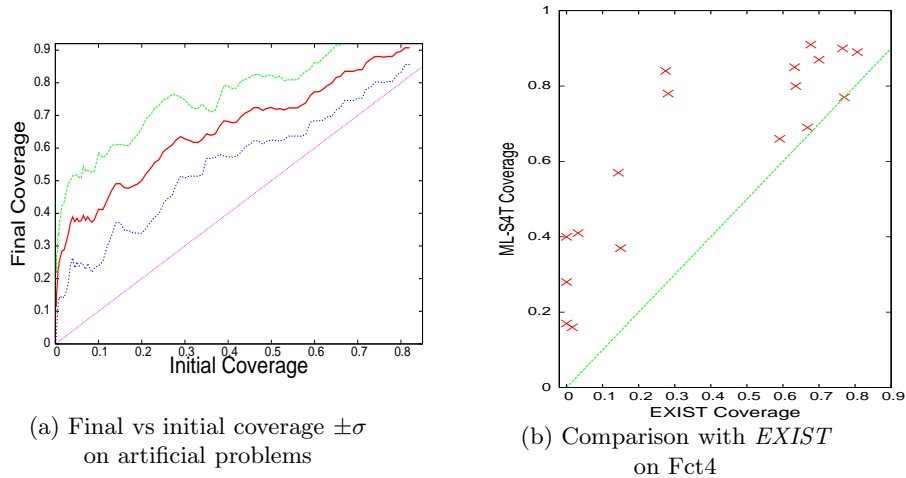 0.9
0.8
0.7
0.6
0.5
0.4
0.3
0.2
0.1
0
0 0.1 0.2 0.3 0.4 0.5 0.6 0.7 0.8
Final Coverage
Initial Coverage
(a) Final vs initial coverage ±σ
on artificial problems
1
0.8
0.6
0.4
0.2
0
0 0.1 0.2 0.3 0.4 0.5 0.6 0.7 0.8 0.9
ML-S4T Coverage
EXIST Coverage
(b) Comparison with EXIST
on Fct4